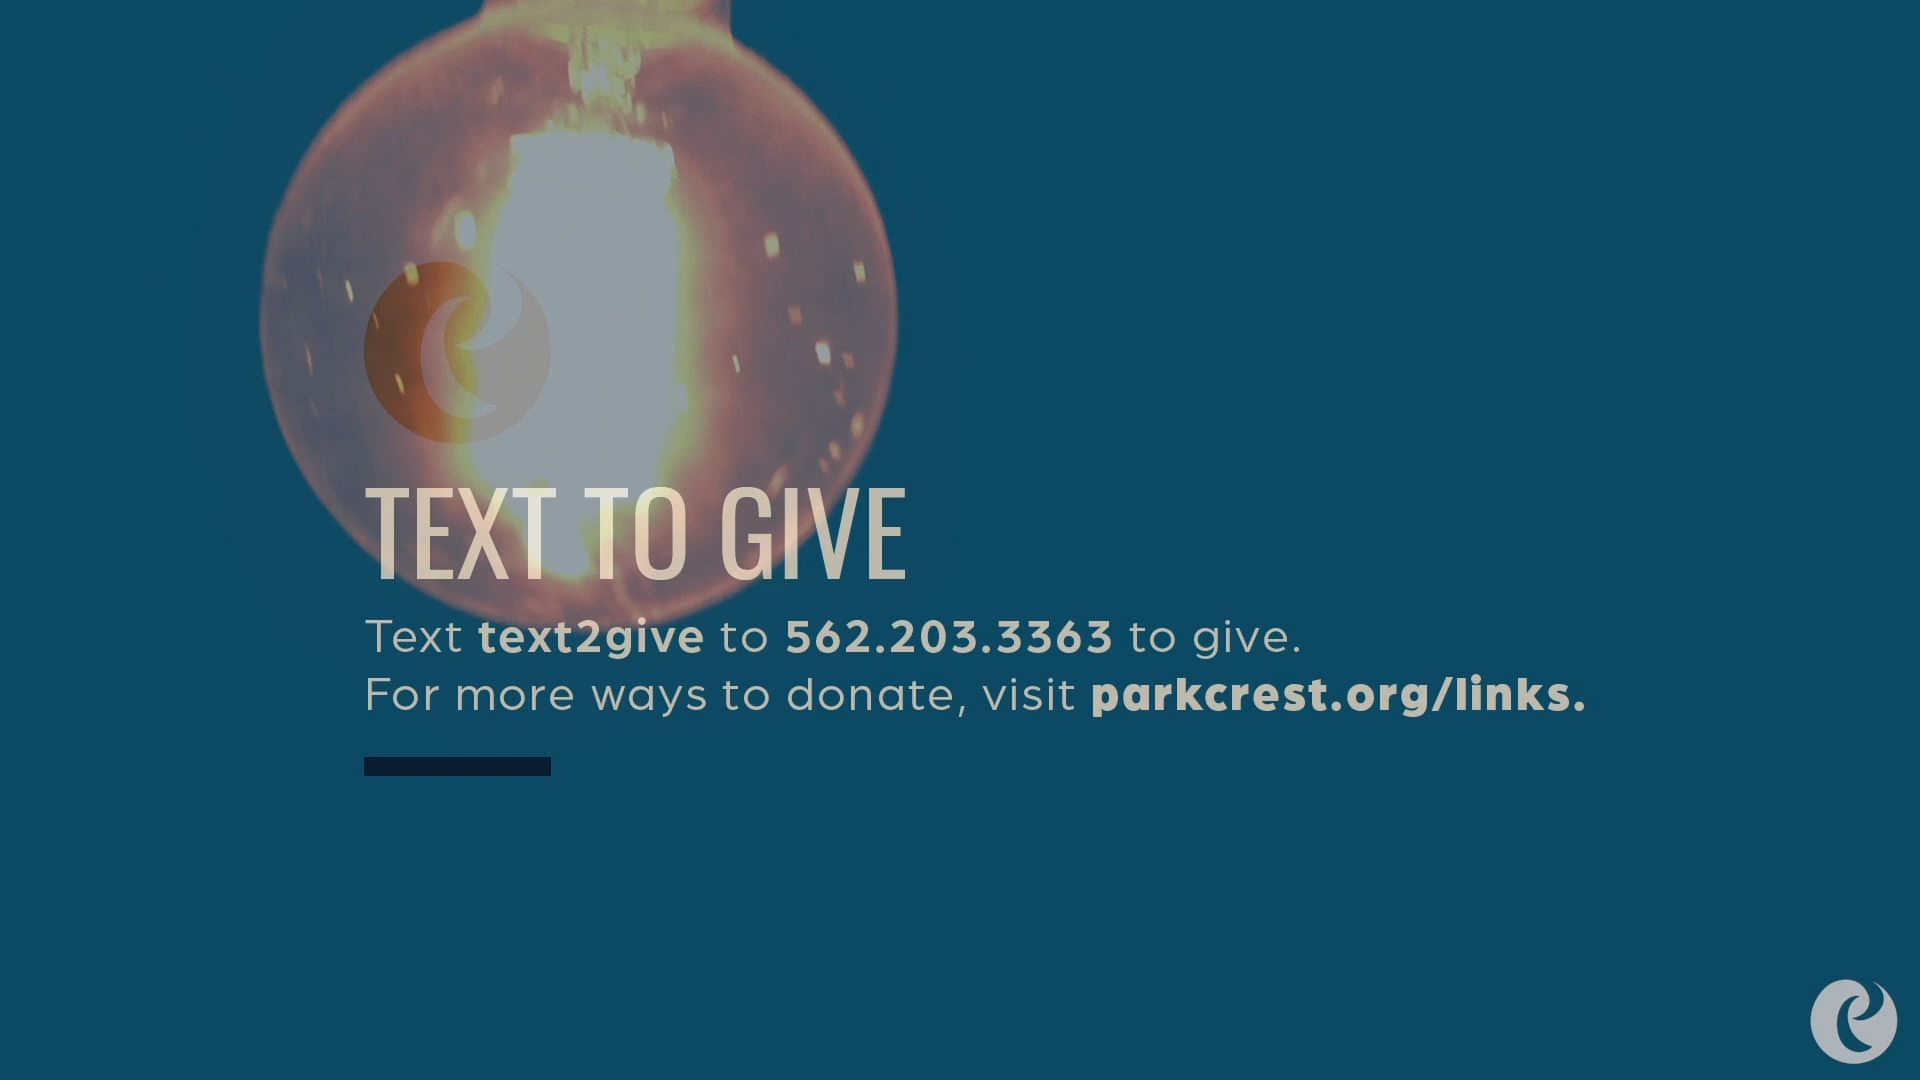 TEXT TO GIVE
Text text2give to 562.203.3363 to give.
For more ways to donate, visit parkcrest.org/links.